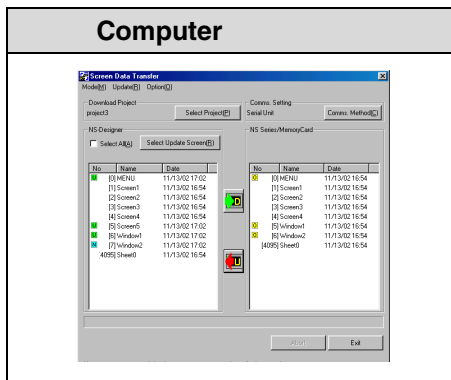 Computer
Screen Data Transfer
Mode(M) Update(R) Option(O)
Download Project
project3
Select Project(P)
Comms. Setting
Serial Unit
Comms. Method(C)
NS-Designer
Select All(A)
Select Update Screen(R)
No Name Date
U [0] MENU 11/13/02 17:02
[1] Screen1 11/13/02 16:54
[2] Screen2 11/13/02 16:54
[3] Screen3 11/13/02 16:54
[4] Screen4 11/13/02 16:54
U [5] Screen5 11/13/02 17:02
U [6] Window1 11/13/02 17:02
N [7] Window2 11/13/02 17:02
[4095] Sheet0 11/13/02 16:54
D
U
NS Series/MemoryCard
No Name Date
O [0] MENU 11/13/02 16:54
[1] Screen1 11/13/02 16:54
[2] Screen2 11/13/02 16:54
[3] Screen3 11/13/02 16:54
[4] Screen4 11/13/02 16:54
O [5] Window1 11/13/02 16:54
O [6] Window2 11/13/02 16:54
[4095] Sheet0 11/13/02 16:54
Abort
Exit